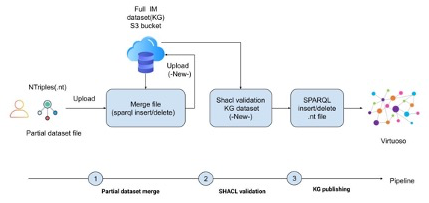 Full IM
dataset(KG)
S3 bucket
Upload
(-New-)
NTriples(.nt)
Upload
Partial dataset file
Merge file
(sparql insert/delete)
Shacl validation
KG dataset
(-New-)
SPARQL
insert/delete
.nt file
Virtuoso
1
2
3
Pipeline
Partial dataset merge
SHACL validation
KG publishing